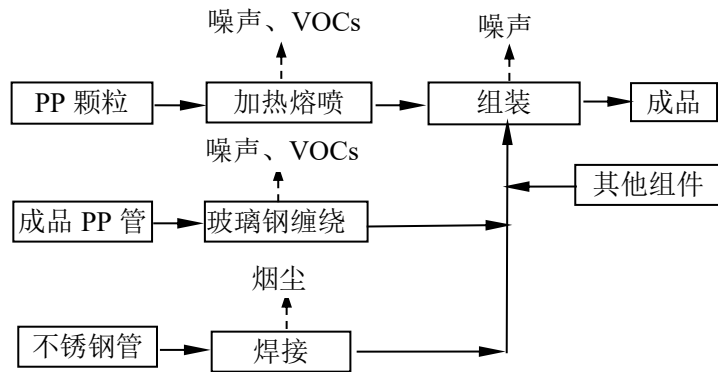 噪声、VOCs
噪声
PP 颗粒
加热熔喷
组装
成品
噪声、VOCs
其他组件
成品 PP 管
玻璃钢缠绕
烟尘
不锈钢管
焊接